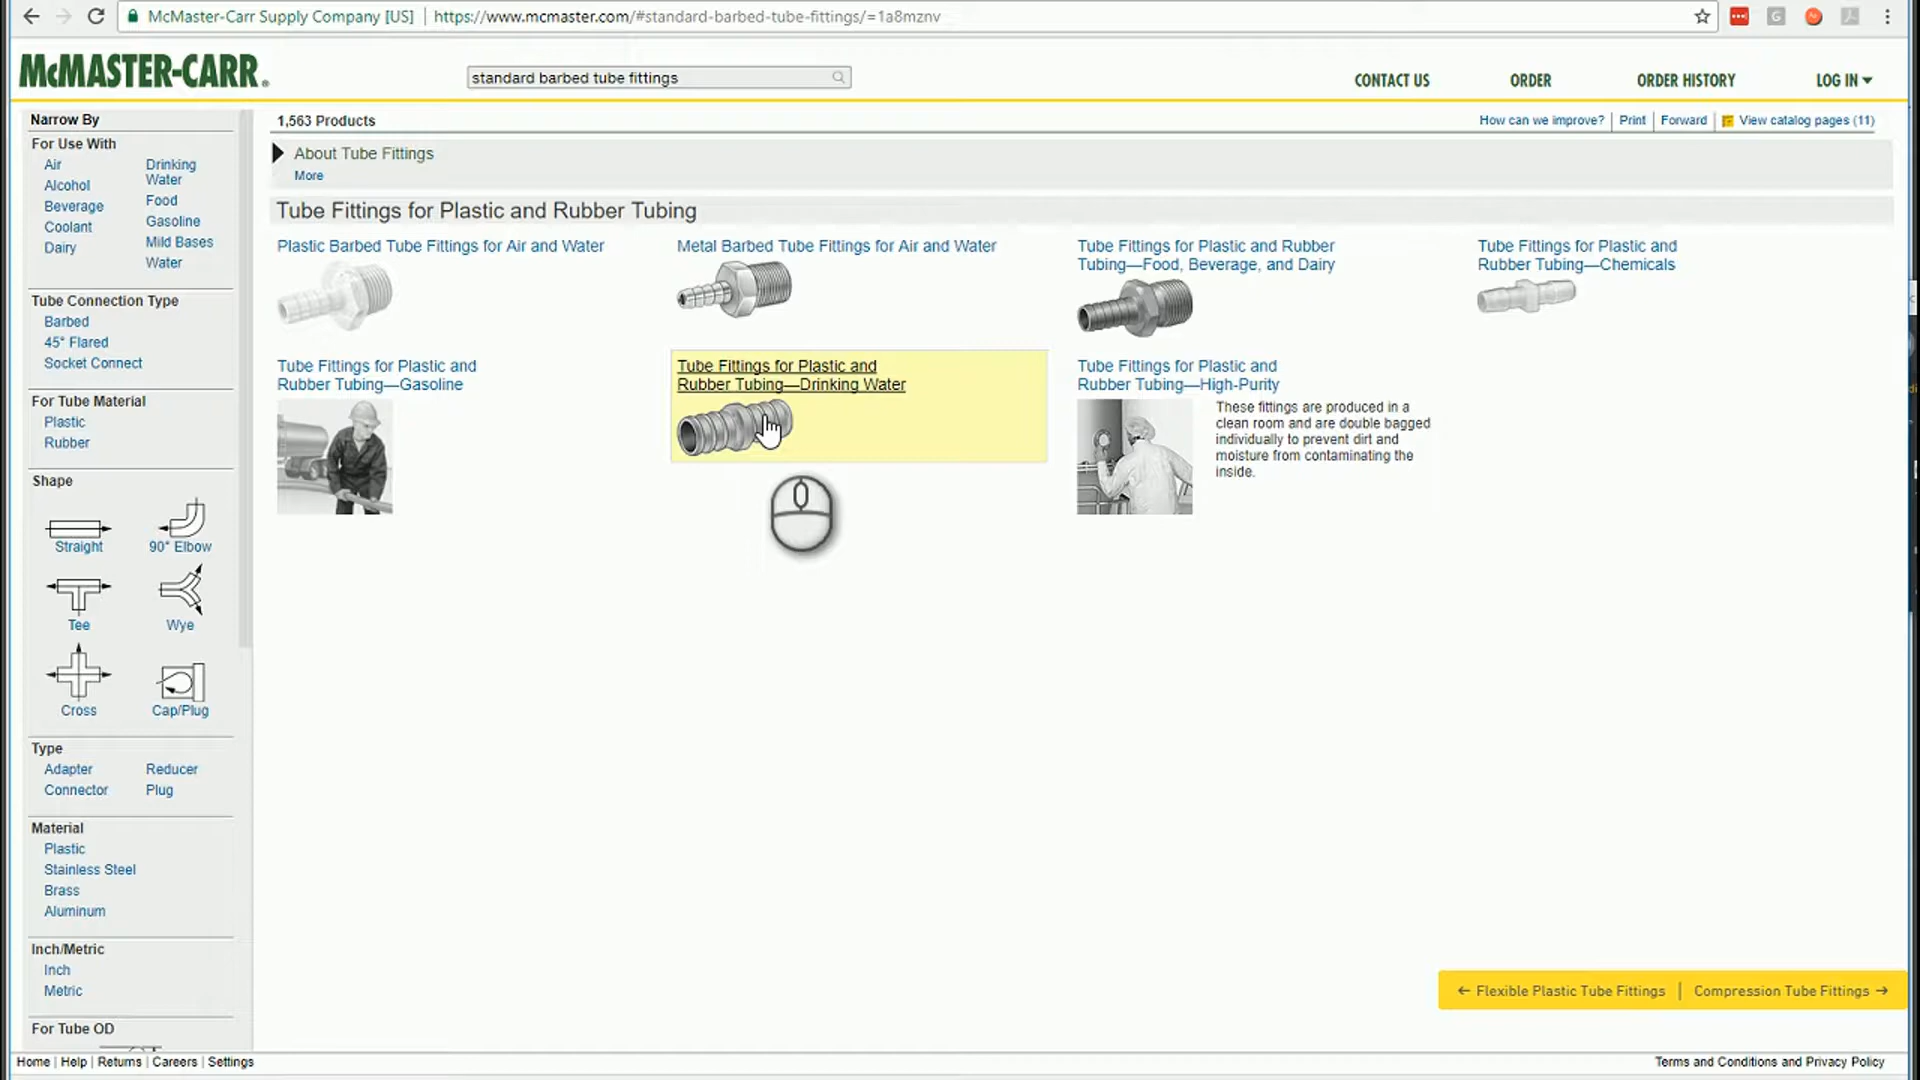 McMaster-Carr Supply Company [US]
https://www.mcmaster.com/#standard-barbed-tube-fittings/=1a8mznv
McMASTER-CARR®
standard barbed tube fittings
CONTACT US
ORDER
ORDER HISTORY
LOG IN
Narrow By
For Use With
Air
Alcohol
Beverage
Coolant
Dairy
Drinking
Water
Food
Gasoline
Mild Bases
Water
Tube Connection Type
Barbed
45° Flared
Socket Connect
For Tube Material
Plastic
Rubber
Shape
Straight
90° Elbow
Tee
Wye
Cross
Cap/Plug
Type
Adapter
Reducer
Connector
Plug
Material
Plastic
Stainless Steel
Brass
Aluminum
Inch/Metric
Inch
Metric
For Tube OD
1,563 Products
How can we improve?
Print
Forward
View catalog pages (11)
About Tube Fittings
More
Tube Fittings for Plastic and Rubber Tubing
Plastic Barbed Tube Fittings for Air and Water
Metal Barbed Tube Fittings for Air and Water
Tube Fittings for Plastic and Rubber
Tubing—Food, Beverage, and Dairy
Tube Fittings for Plastic and
Rubber Tubing—Chemicals
Tube Fittings for Plastic and
Rubber Tubing—Gasoline
Tube Fittings for Plastic and
Rubber Tubing—Drinking Water
Tube Fittings for Plastic and
Rubber Tubing—High-Purity
These fittings are produced in a
clean room and are double bagged
individually to prevent dirt and
moisture from contaminating the
inside.
← Flexible Plastic Tube Fittings | Compression Tube Fittings →
Home | Help | Returns | Careers | Settings
Terms and Conditions and Privacy Policy